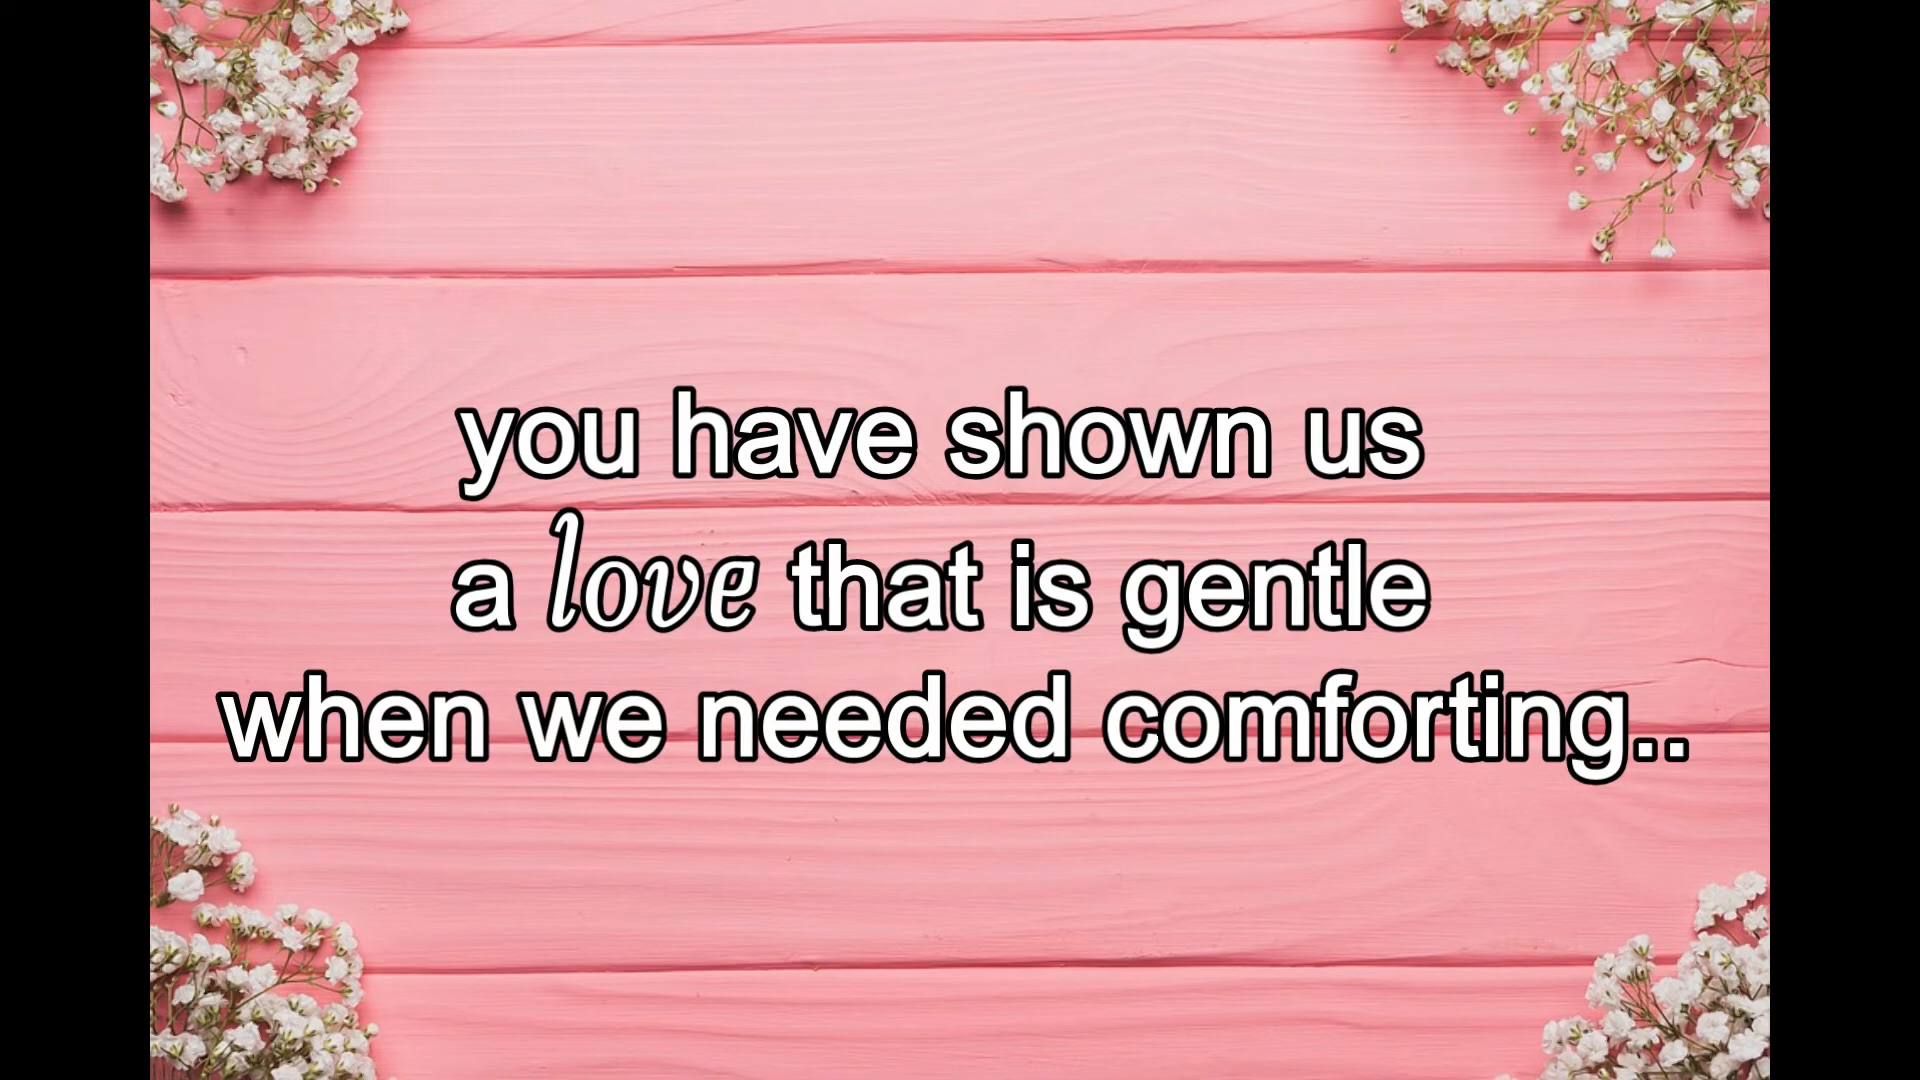 you have shown us
a love that is gentle
when we needed comforting..